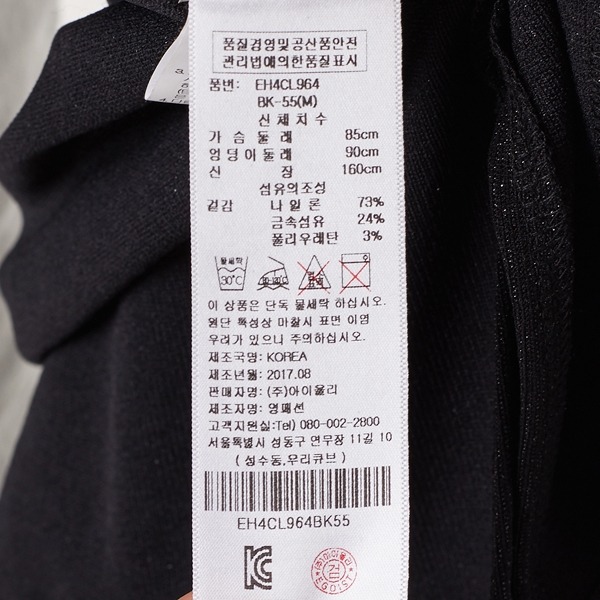 품질경영및공산품안전
관리법에의한품질표시
품번: EH4CL964
BK-55(M)
신체치수
가슴둘레 85cm
엉덩이둘레 90cm
신장 160cm
섬유의조성
겉감 나일론 73%
금속섬유 24%
폴리우레탄 3%
물세탁
30℃
이 상품은 단독 물세탁 하십시오.
원단 특성상 마찰시 표면 이염
우려가 있으니 주의하십시오.
제조국명: KOREA
제조년월: 2017.08
판매자명: (주)아이올리
제조자명: 영패션
고객지원실:Tel) 080-002-2800
서울특별시 성동구 연무장 11길 10
(성수동,우리큐브)
EH4CL964BK55
KC
(주)아이올리
검
EGOIST